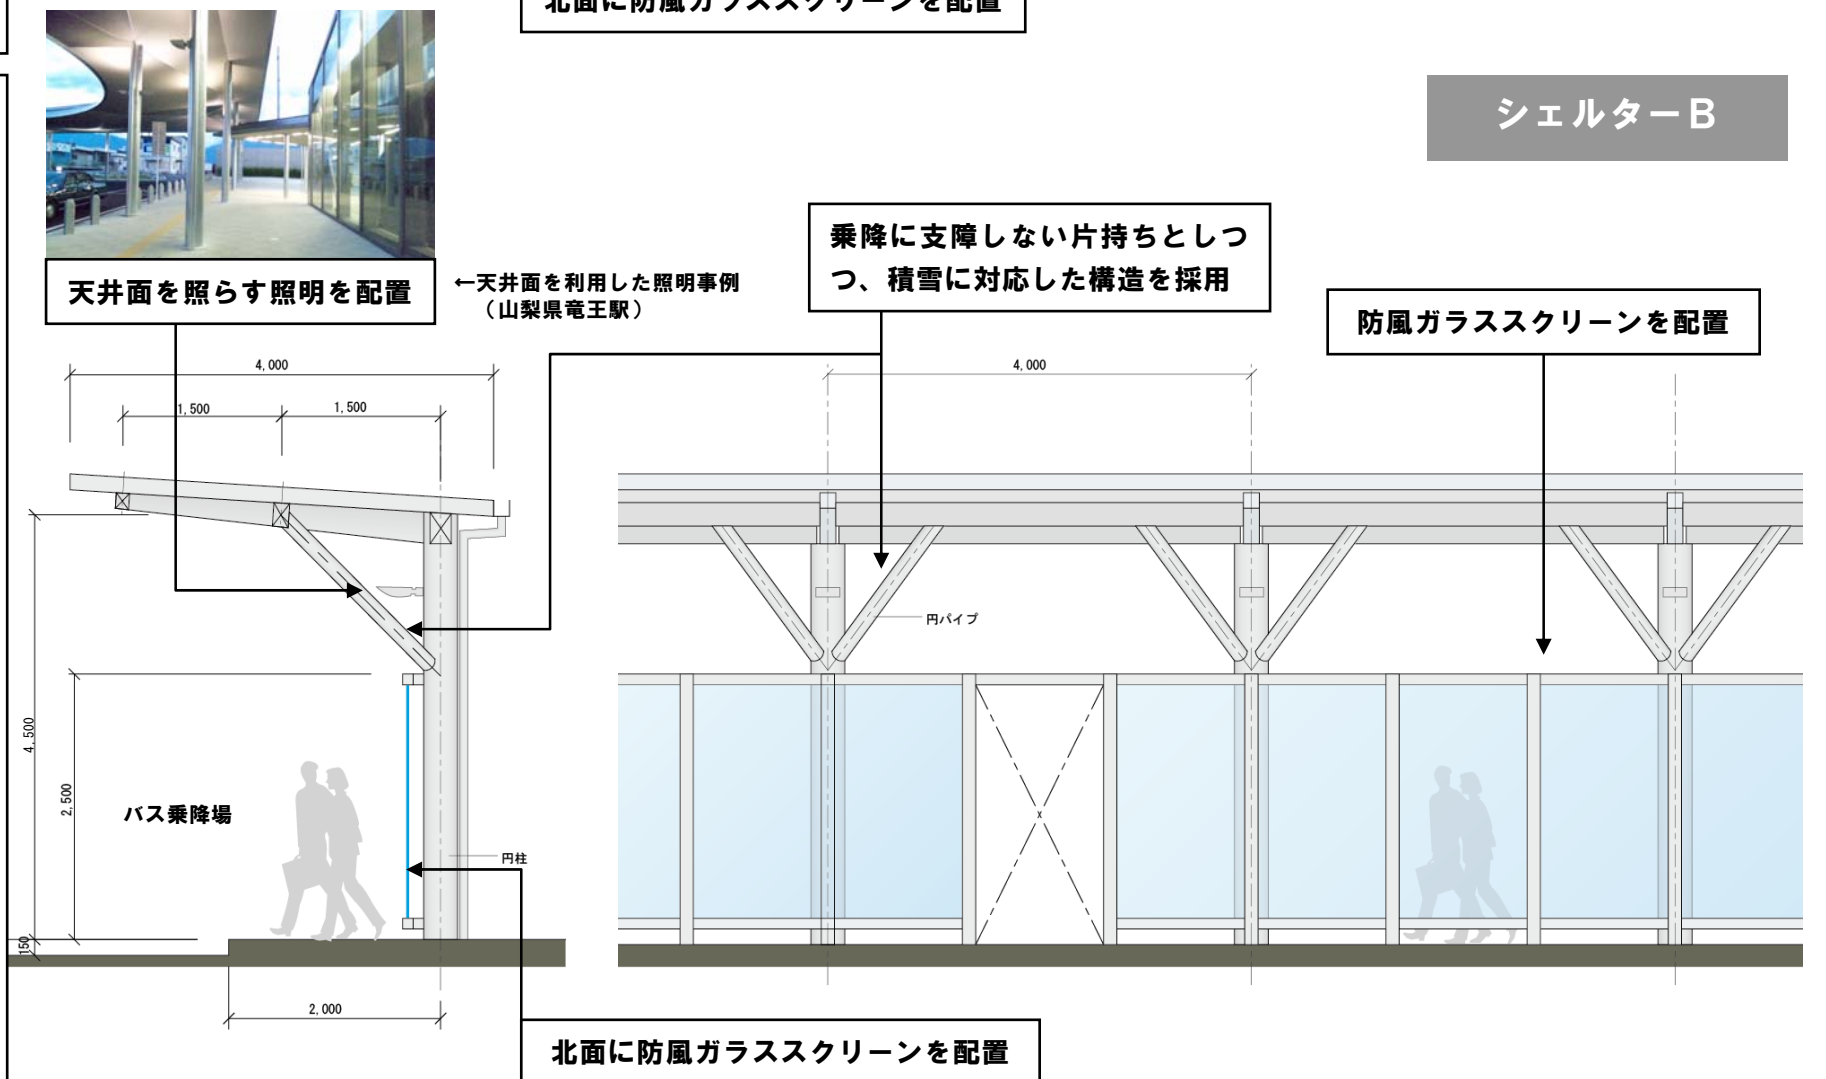 北面に防風ガラススクリーンを配置
シェルターB
乗降に支障しない片持ちとしつ
つ、積雪に対応した構造を採用
天井面を照らす照明を配置
←天井面を利用した照明事例
（山梨県竜王駅）
防風ガラススクリーンを配置
4,000
4,000
1,500
1,500
円パイプ
4,500
2,500
バス乗降場
円柱
150
2,000
北面に防風ガラススクリーンを配置